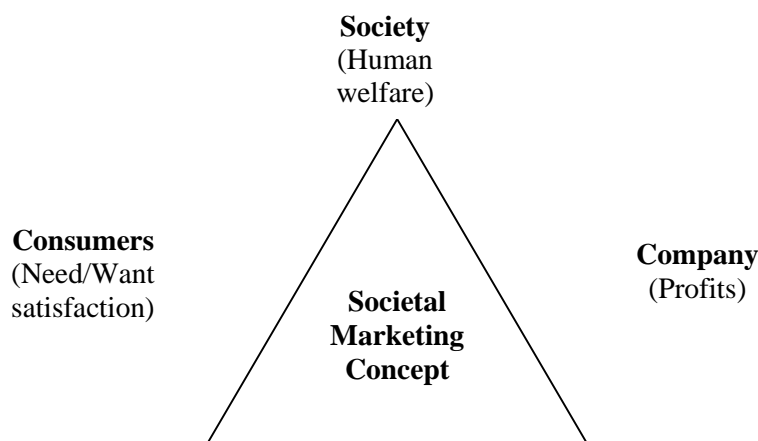 Society
(Human
welfare)
Consumers
(Need/Want
satisfaction)
Company
(Profits)
Societal
Marketing
Concept